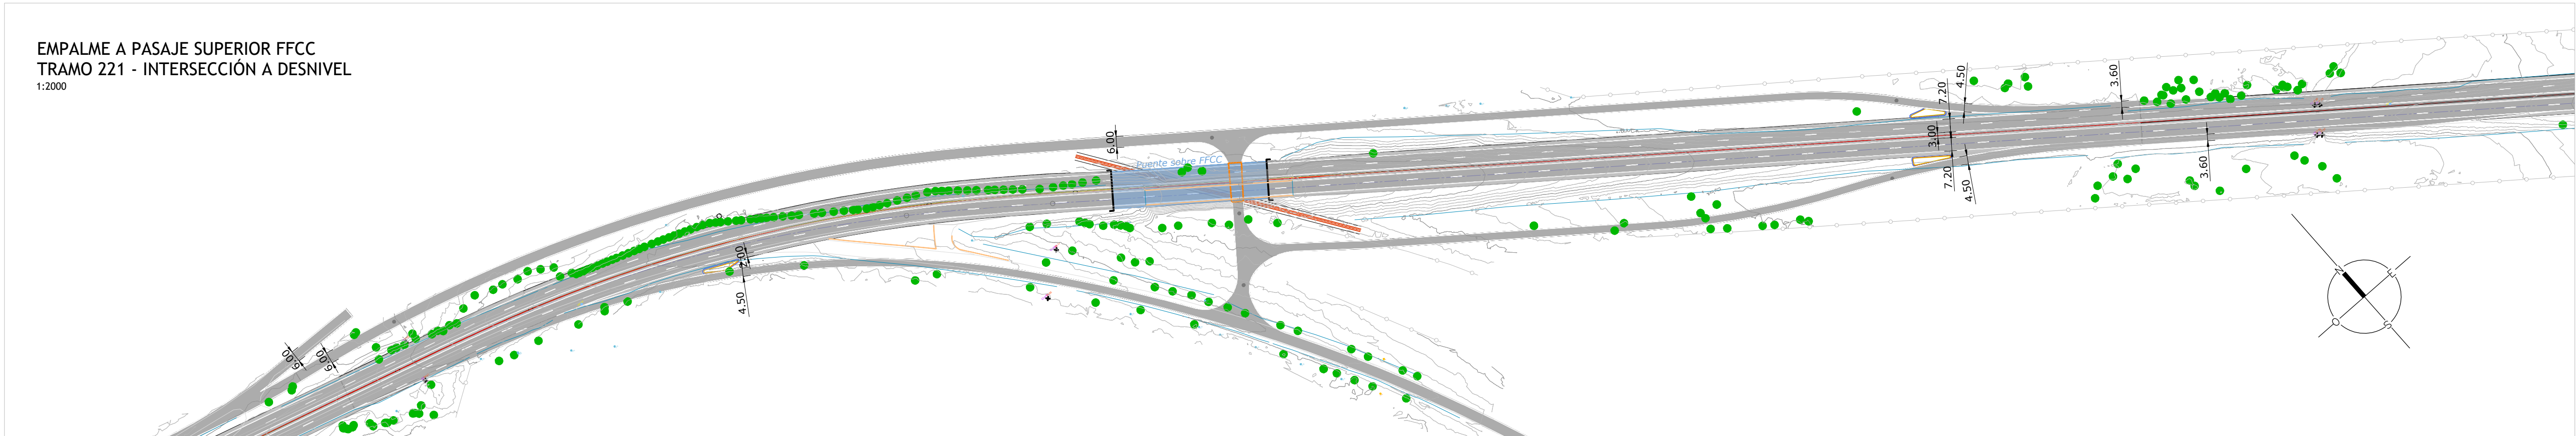 EMPALME A PASAJE SUPERIOR FFCC
TRAMO 221 - INTERSECCIÓN A DESNIVEL
1:2000
6.00
Puente sobre FFCC
7.20
4.50
3.60
3.00
7.20
4.50
3.60
2.00
4.50
6.00
6.00
N
E
O
S